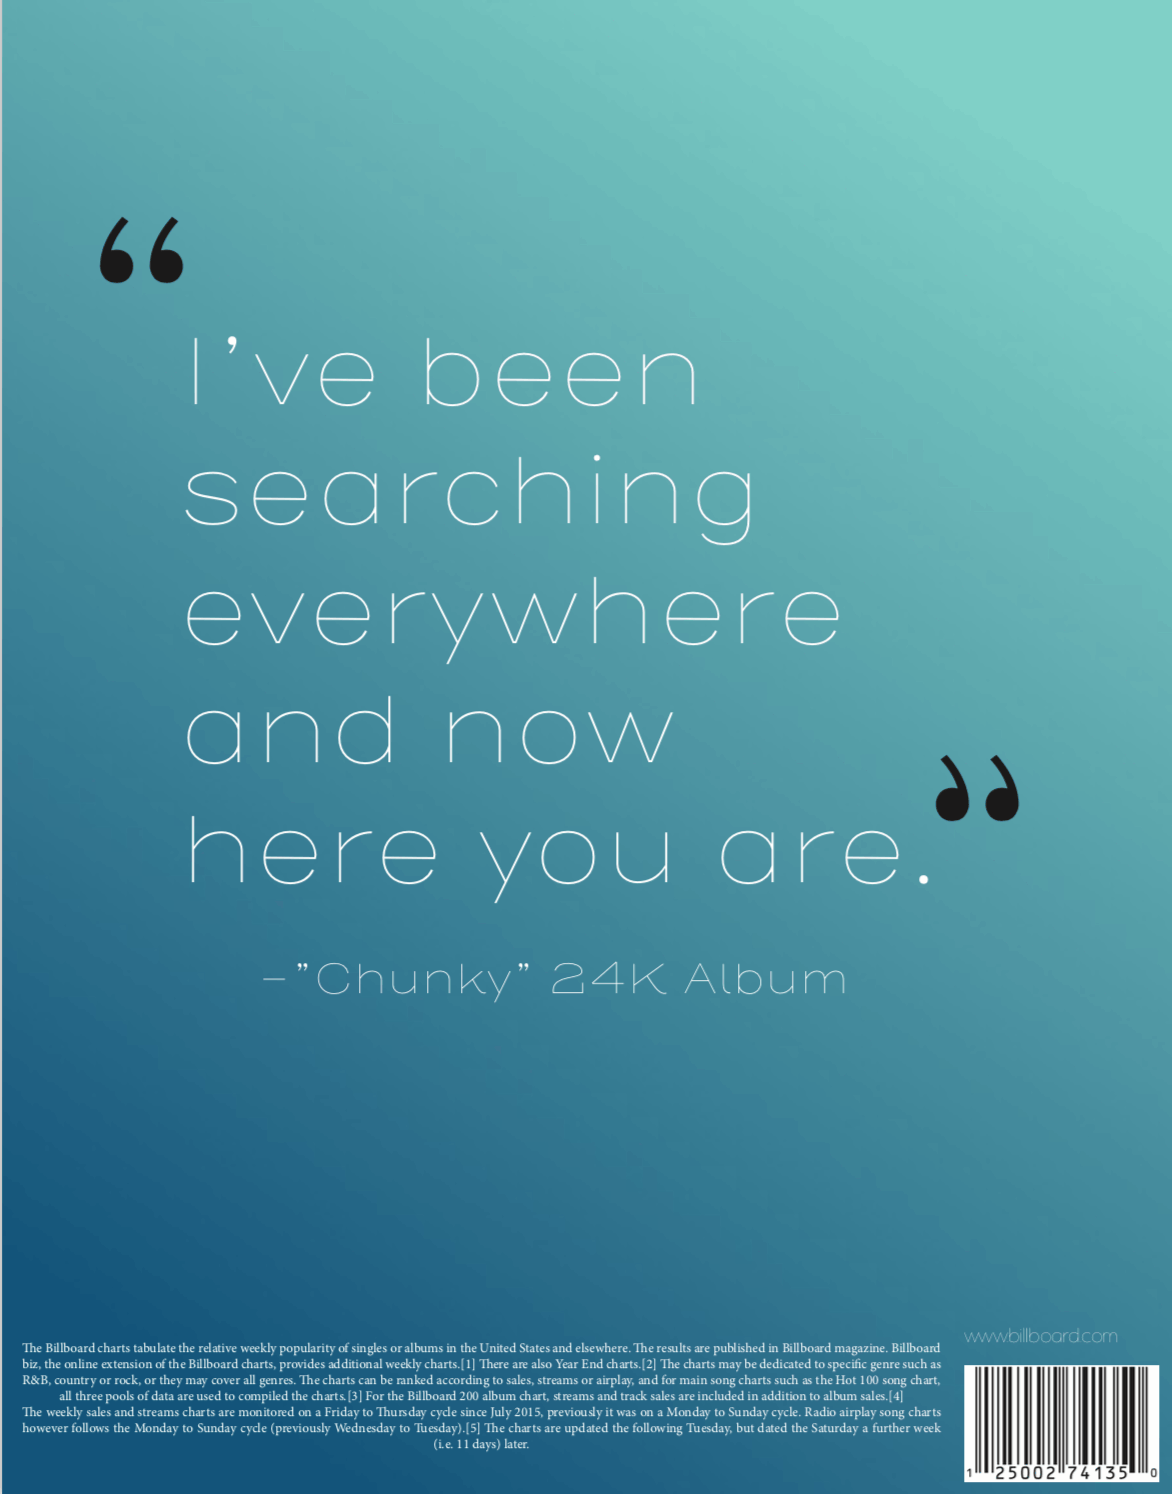 “
I’ve been
searching
everywhere
and now
here you are.
”
–”Chunky” 24K Album
www.billboard.com
The Billboard charts tabulate the relative weekly popularity of singles or albums in the United States and elsewhere. The results are published in Billboard magazine. Billboard
biz, the online extension of the Billboard charts, provides additional weekly charts.[1] There are also Year End charts.[2] The charts may be dedicated to specific genre such as
R&B, country or rock, or they may cover all genres. The charts can be ranked according to sales, streams or airplay, and for main song charts such as the Hot 100 song chart,
all three pools of data are used to compiled the charts.[3] For the Billboard 200 album chart, streams and track sales are included in addition to album sales.[4]
The weekly sales and streams charts are monitored on a Friday to Thursday cycle since July 2015, previously it was on a Monday to Sunday cycle. Radio airplay song charts
however follows the Monday to Sunday cycle (previously Wednesday to Tuesday).[5] The charts are updated the following Tuesday, but dated the Saturday a further week
(i.e. 11 days) later.
1 25002 74135 0